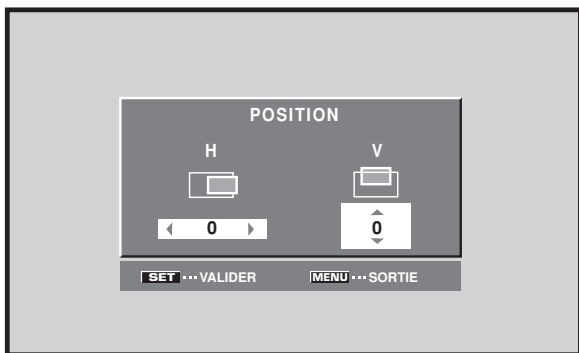 POSITION
H V
0 0
SET ··· VALIDER MENU ··· SORTIE